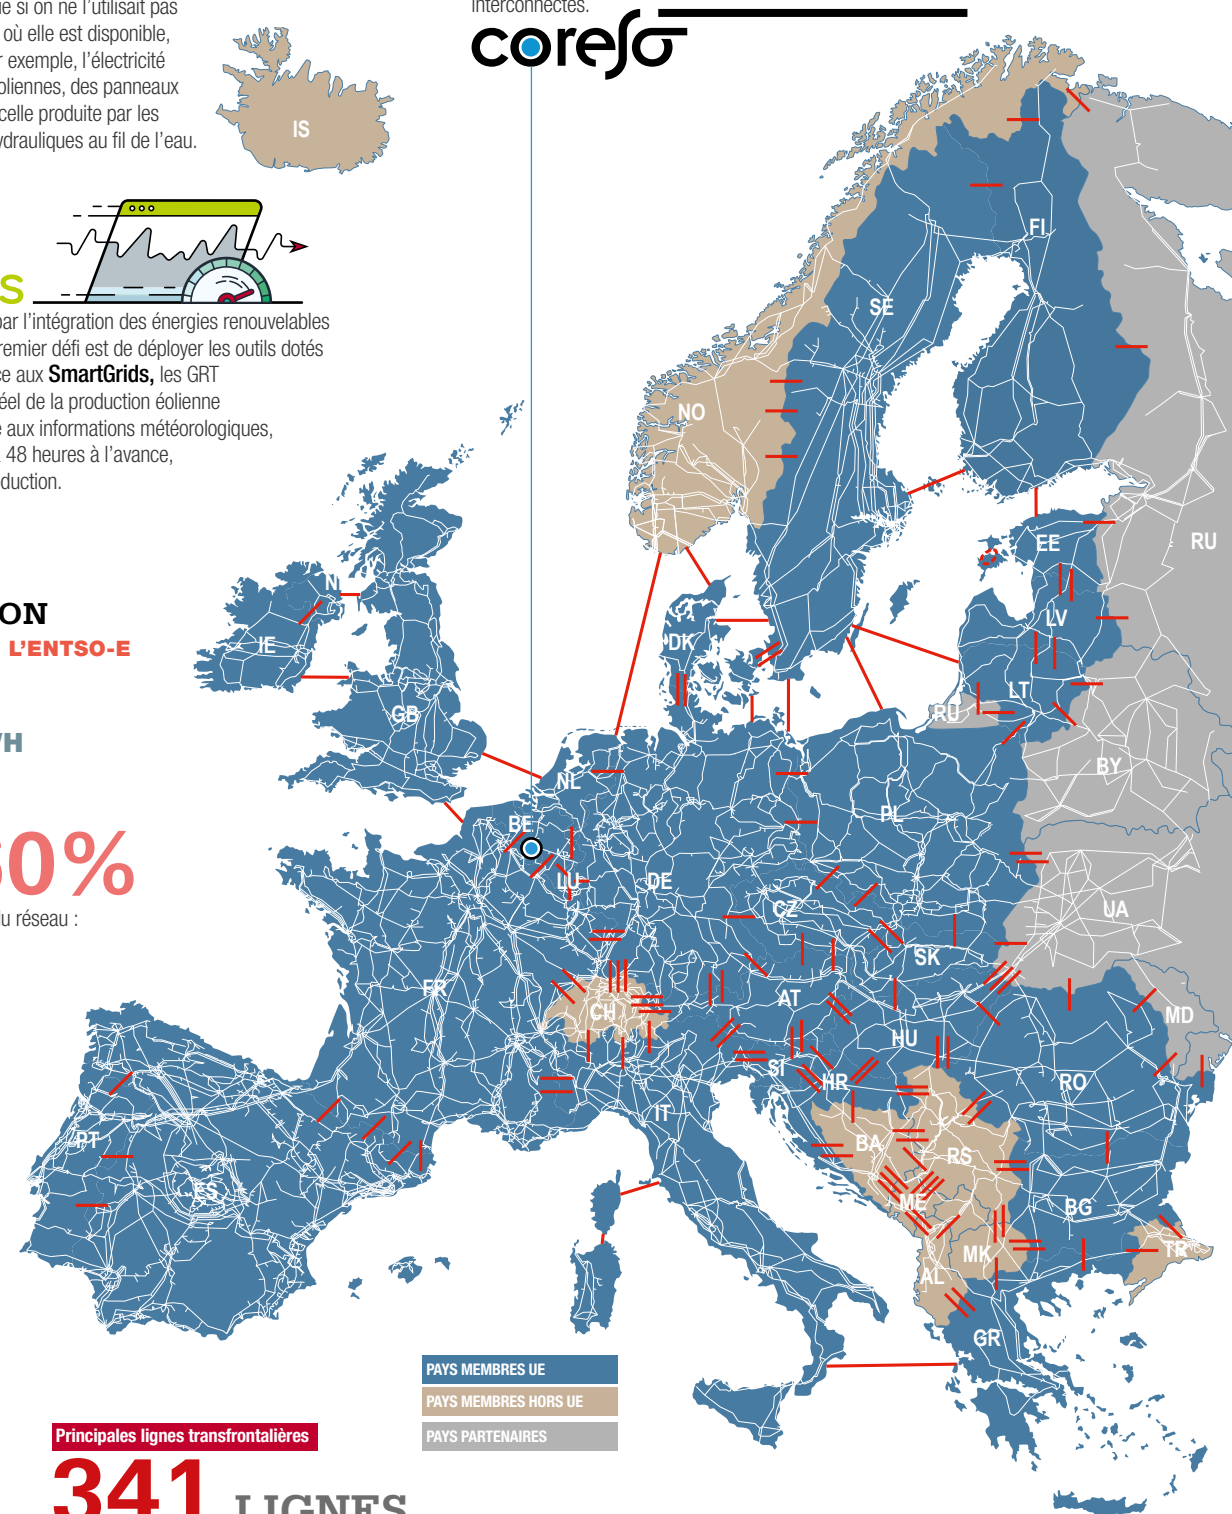 ue si on ne l'utilisait pas
où elle est disponible,
r exemple, l'électricité
oliennes, des panneaux
celle produite par les
ydrauliques au fil de l'eau.
interconnectés.
coreso
S
par l'intégration des énergies renouvelables
remier défi est de déployer les outils dotés
ce aux SmartGrids, les GRT
éel de la production éolienne
e aux informations météorologiques,
48 heures à l'avance,
duction.
ON
L'ENTSO-E
/H
60%
du réseau :
IS
FI
SE
NO
RU
EE
LV
LT
RU
BY
DK
NI
IE
GB
NL
BE
LU
DE
PL
CZ
SK
UA
FR
CH
AT
HU
MD
SI
HR
RO
IT
BA
RS
PT
ES
ME
BG
MK
TR
AL
GR
PAYS MEMBRES UE
PAYS MEMBRES HORS UE
PAYS PARTENAIRES
Principales lignes transfrontalières
341 LIGNES